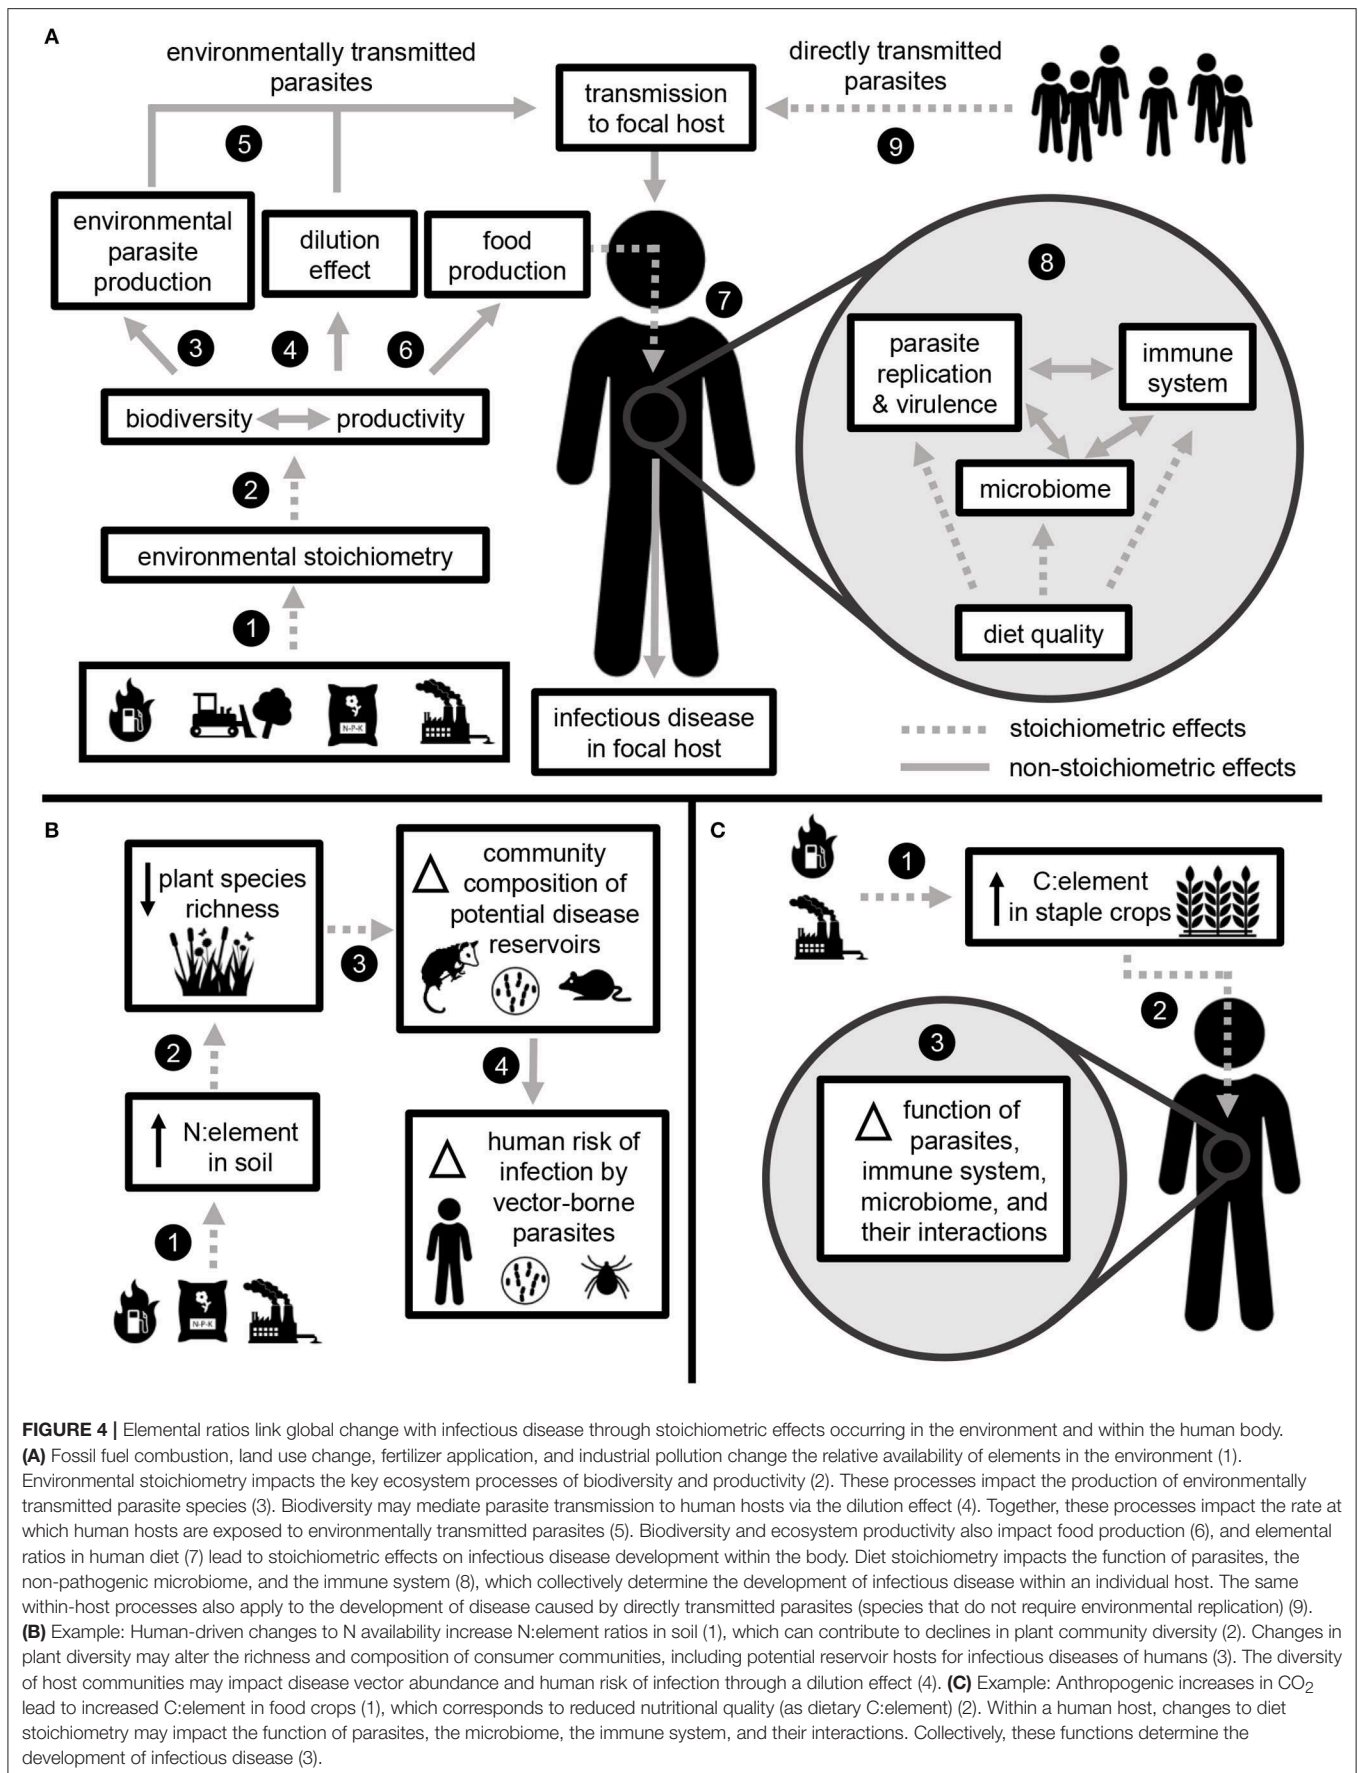 A
environmentally transmitted
parasites
directly transmitted
parasites
transmission
to focal host
5
9
environmental
parasite
production
dilution
effect
food
production
7
8
parasite
replication
& virulence
immune
system
microbiome
diet quality
3
4
6
biodiversity
productivity
2
environmental stoichiometry
1
N-P-K
infectious disease
in focal host
stoichiometric effects
non-stoichiometric effects
B
plant species
richness
3
community
composition of
potential disease
reservoirs
2
4
N:element
in soil
human risk of
infection by
vector-borne
parasites
1
N-P-K
C
1
C:element
in staple crops
2
3
function of
parasites,
immune system,
microbiome, and
their interactions
FIGURE 4 | Elemental ratios link global change with infectious disease through stoichiometric effects occurring in the environment and within the human body.
(A) Fossil fuel combustion, land use change, fertilizer application, and industrial pollution change the relative availability of elements in the environment (1).
Environmental stoichiometry impacts the key ecosystem processes of biodiversity and productivity (2). These processes impact the production of environmentally
transmitted parasite species (3). Biodiversity may mediate parasite transmission to human hosts via the dilution effect (4). Together, these processes impact the rate at
which human hosts are exposed to environmentally transmitted parasites (5). Biodiversity and ecosystem productivity also impact food production (6), and elemental
ratios in human diet (7) lead to stoichiometric effects on infectious disease development within the body. Diet stoichiometry impacts the function of parasites, the
non-pathogenic microbiome, and the immune system (8), which collectively determine the development of infectious disease within an individual host. The same
within-host processes also apply to the development of disease caused by directly transmitted parasites (species that do not require environmental replication) (9).
(B) Example: Human-driven changes to N availability increase N:element ratios in soil (1), which can contribute to declines in plant community diversity (2). Changes in
plant diversity may alter the richness and composition of consumer communities, including potential reservoir hosts for infectious diseases of humans (3). The diversity
of host communities may impact disease vector abundance and human risk of infection through a dilution effect (4). (C) Example: Anthropogenic increases in CO2
lead to increased C:element in food crops (1), which corresponds to reduced nutritional quality (as dietary C:element) (2). Within a human host, changes to diet
stoichiometry may impact the function of parasites, the microbiome, the immune system, and their interactions. Collectively, these functions determine the
development of infectious disease (3).